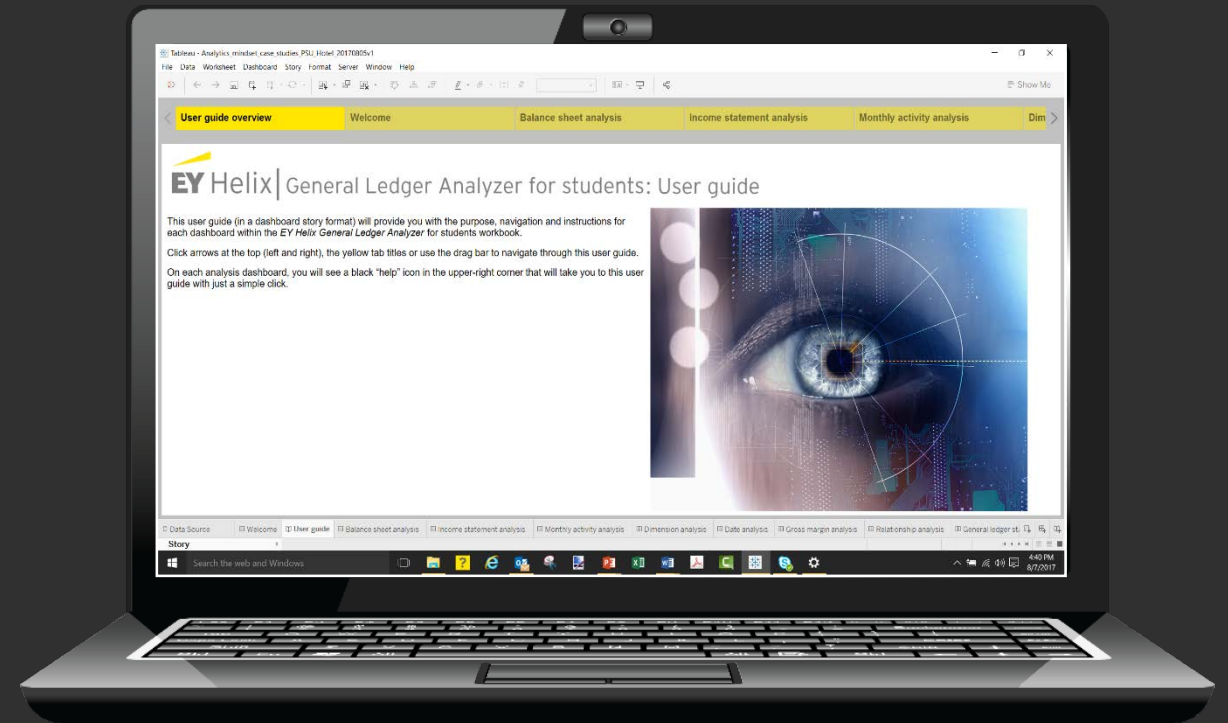 Tableau - Analytics_mindset_case_studies_PSU_Hotel_20170805v1
File Data Worksheet Dashboard Story Format Server Window Help
Show Me
User guide overview Welcome Balance sheet analysis Income statement analysis Monthly activity analysis Dim
EY Helix | General Ledger Analyzer for students: User guide
This user guide (in a dashboard story format) will provide you with the purpose, navigation and instructions for
each dashboard within the EY Helix General Ledger Analyzer for students workbook.
Click arrows at the top (left and right), the yellow tab titles or use the drag bar to navigate through this user guide.
On each analysis dashboard, you will see a black “help” icon in the upper-right corner that will take you to this user
guide with just a simple click.
Data Source Welcome User guide Balance sheet analysis Income statement analysis Monthly activity analysis Dimension analysis Date analysis Gross margin analysis Relationship analysis General ledger st
Story
Search the web and Windows
4:40 PM
8/7/2017